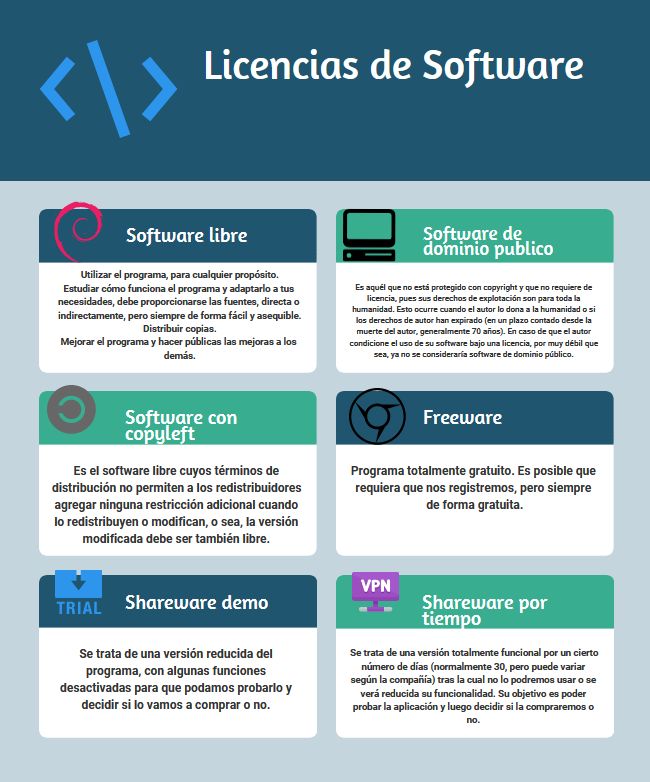 Licencias de Software
Software libre
Utilizar el programa, para cualquier propósito.
Estudiar cómo funciona el programa y adaptarlo a tus
necesidades, debe proporcionarse las fuentes, directa o
indirectamente, pero siempre de forma fácil y asequible.
Distribuir copias.
Mejorar el programa y hacer públicas las mejoras a los
demás.
Software de
dominio publico
Es aquél que no está protegido con copyright y que no requiere de
licencia, pues sus derechos de explotación son para toda la
humanidad. Esto ocurre cuando el autor lo dona a la humanidad o si
los derechos de autor han expirado (en un plazo contado desde la
muerte del autor, generalmente 70 años). En caso de que el autor
condicione el uso de su software bajo una licencia, por muy débil que
sea, ya no se consideraría software de dominio público.
Software con
copyleft
Es el software libre cuyos términos de
distribución no permiten a los redistribuidores
agregar ninguna restricción adicional cuando
lo redistribuyen o modifican, o sea, la versión
modificada debe ser también libre.
Freeware
Programa totalmente gratuito. Es posible que
requiera que nos registremos, pero siempre
de forma gratuita.
TRIAL
Shareware demo
Se trata de una versión reducida del
programa, con algunas funciones
desactivadas para que podamos probarlo y
decidir si lo vamos a comprar o no.
VPN
Shareware por
tiempo
Se trata de una versión totalmente funcional por un cierto
número de días (normalmente 30, pero puede variar
según la compañía) tras la cual no lo podremos usar o se
verá reducida su funcionalidad. Su objetivo es poder
probar la aplicación y luego decidir si la compraremos o
no.